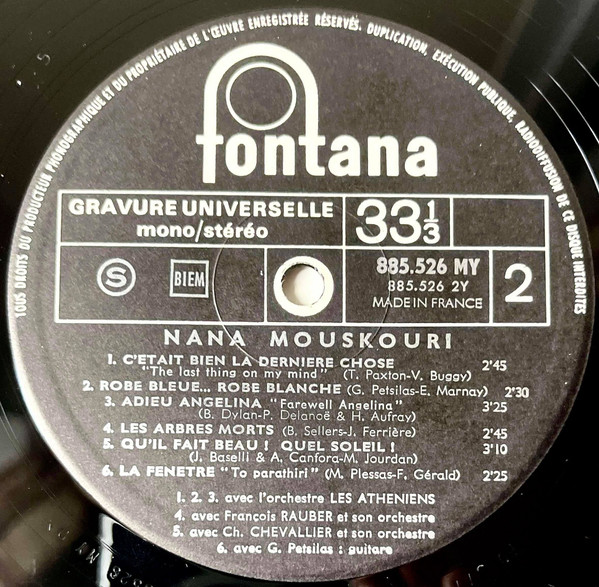 TOUS DROITS DU PRODUCTEUR PHONOGRAPHIQUE ET DU PROPRIÉTAIRE DE L'ŒUVRE ENREGISTRÉE RÉSERVÉS. DUPLICATION, EXÉCUTION PUBLIQUE, RADIODIFFUSION DE CE DISQUE INTERDITES
fontana
GRAVURE UNIVERSELLE
mono/stéréo
33 1/3
S
BIEM
885.526 MY
885.526 2Y
MADE IN FRANCE
2
NANA MOUSKOURI
1. C'ETAIT BIEN LA DERNIERE CHOSE 2'45
"The last thing on my mind" (T. Paxton-V. Buggy)
2. ROBE BLEUE... ROBE BLANCHE (G. Petsilas-E. Marnay) 2'30
3. ADIEU ANGELINA "Farewell Angelina" 3'25
(B. Dylan-P. Delanoë & H. Aufray)
4. LES ARBRES MORTS (B. Sellers-J. Ferrière) 2'45
5. QU'IL FAIT BEAU ! QUEL SOLEIL ! 3'10
(J. Baselli & A. Canfora-M. Jourdan)
6. LA FENETRE "To parathiri" (M. Plessas-F. Gérald) 2'25
1. 2. 3. avec l'orchestre LES ATHENIENS
4. avec François RAUBER et son orchestre
5. avec Ch. CHEVALLIER et son orchestre
6. avec G. Petsilas : guitare